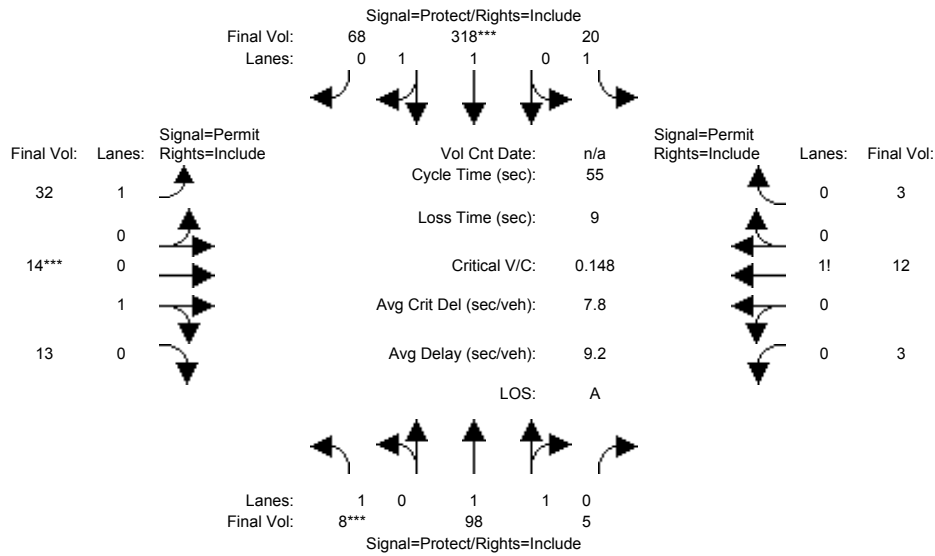 Signal=Protect/Rights=Include
Final Vol: 68 318*** 20
Lanes: 0 1 1 0 1
Signal=Permit Signal=Permit
Final Vol: Lanes: Rights=Include Vol Cnt Date: n/a Rights=Include Lanes: Final Vol:
Cycle Time (sec): 55
32 1 0 3
Loss Time (sec): 9
0 0
14*** 0 Critical V/C: 0.148 1! 12
1 Avg Crit Del (sec/veh): 7.8 0
13 0 Avg Delay (sec/veh): 9.2 0 3
LOS: A
Lanes: 1 0 1 1 0
Final Vol: 8*** 98 5
Signal=Protect/Rights=Include